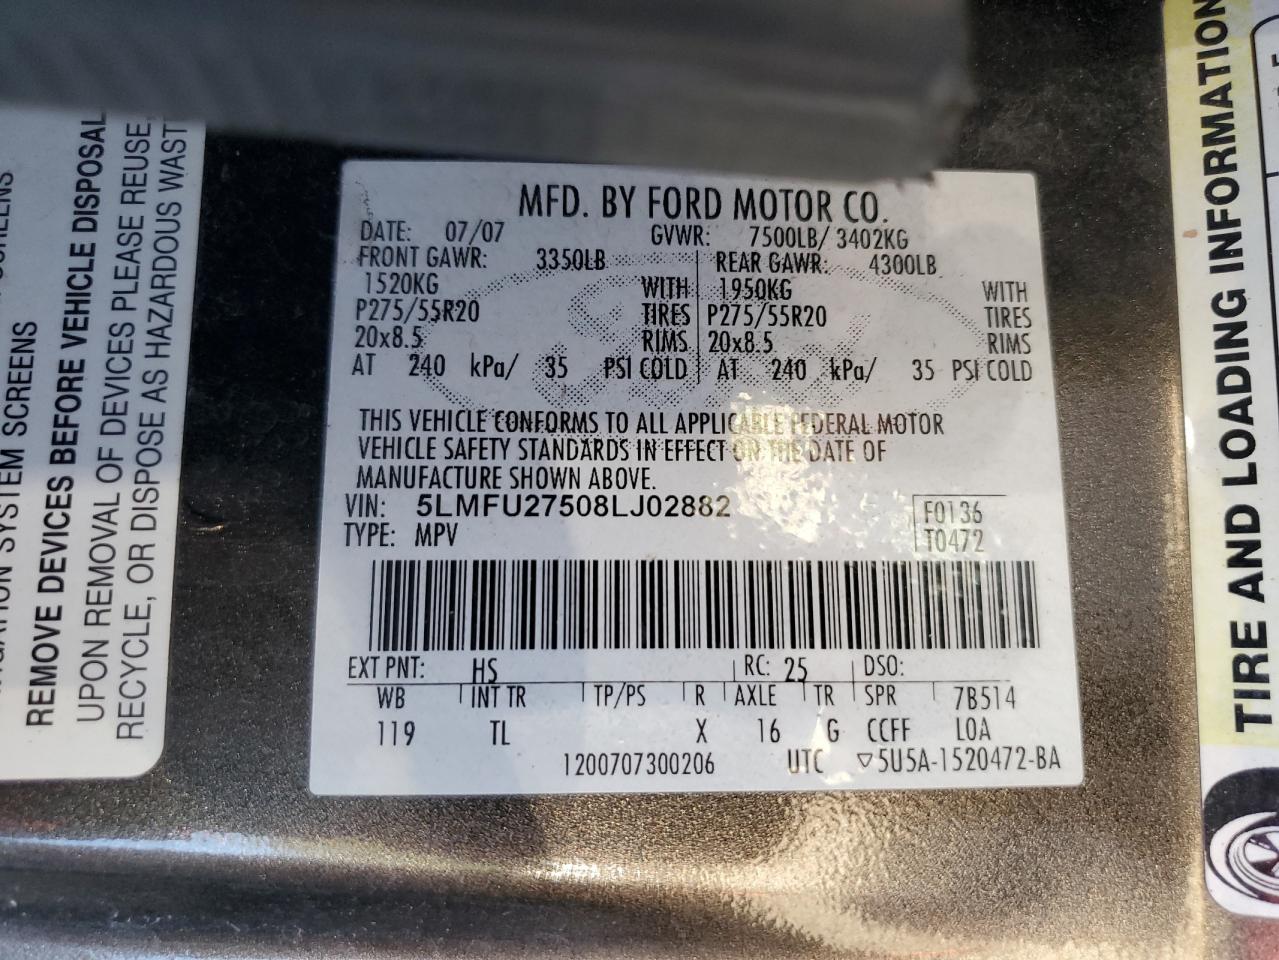 MFD. BY FORD MOTOR CO.
DATE: 07/07 GVWR: 7500LB/ 3402KG
FRONT GAWR: 3350LB REAR GAWR: 4300LB
1520KG WITH 1950KG WITH
P275/55R20 TIRES P275/55R20 TIRES
20x8.5 RIMS 20x8.5 RIMS
AT 240 kPa/ 35 PSI COLD AT 240 kPa/ 35 PSI COLD
THIS VEHICLE CONFORMS TO ALL APPLICABLE FEDERAL MOTOR
VEHICLE SAFETY STANDARDS IN EFFECT ON THE DATE OF
MANUFACTURE SHOWN ABOVE.
VIN: 5LMFU27508LJ02882 F0136
TYPE: MPV T0472
EXT PNT: HS RC: 25 DSO:
WB INT TR TP/PS R AXLE TR SPR 7B514
119 TL X 16 G CCFF LOA
1200707300206 UTC ▽5U5A-1520472-BA
SYSTEM SCREENS
REMOVE DEVICES BEFORE VEHICLE DISPOSAL
UPON REMOVAL OF DEVICES PLEASE REUSE,
RECYCLE, OR DISPOSE AS HAZARDOUS WAST
TIRE AND LOADING INFORMATION